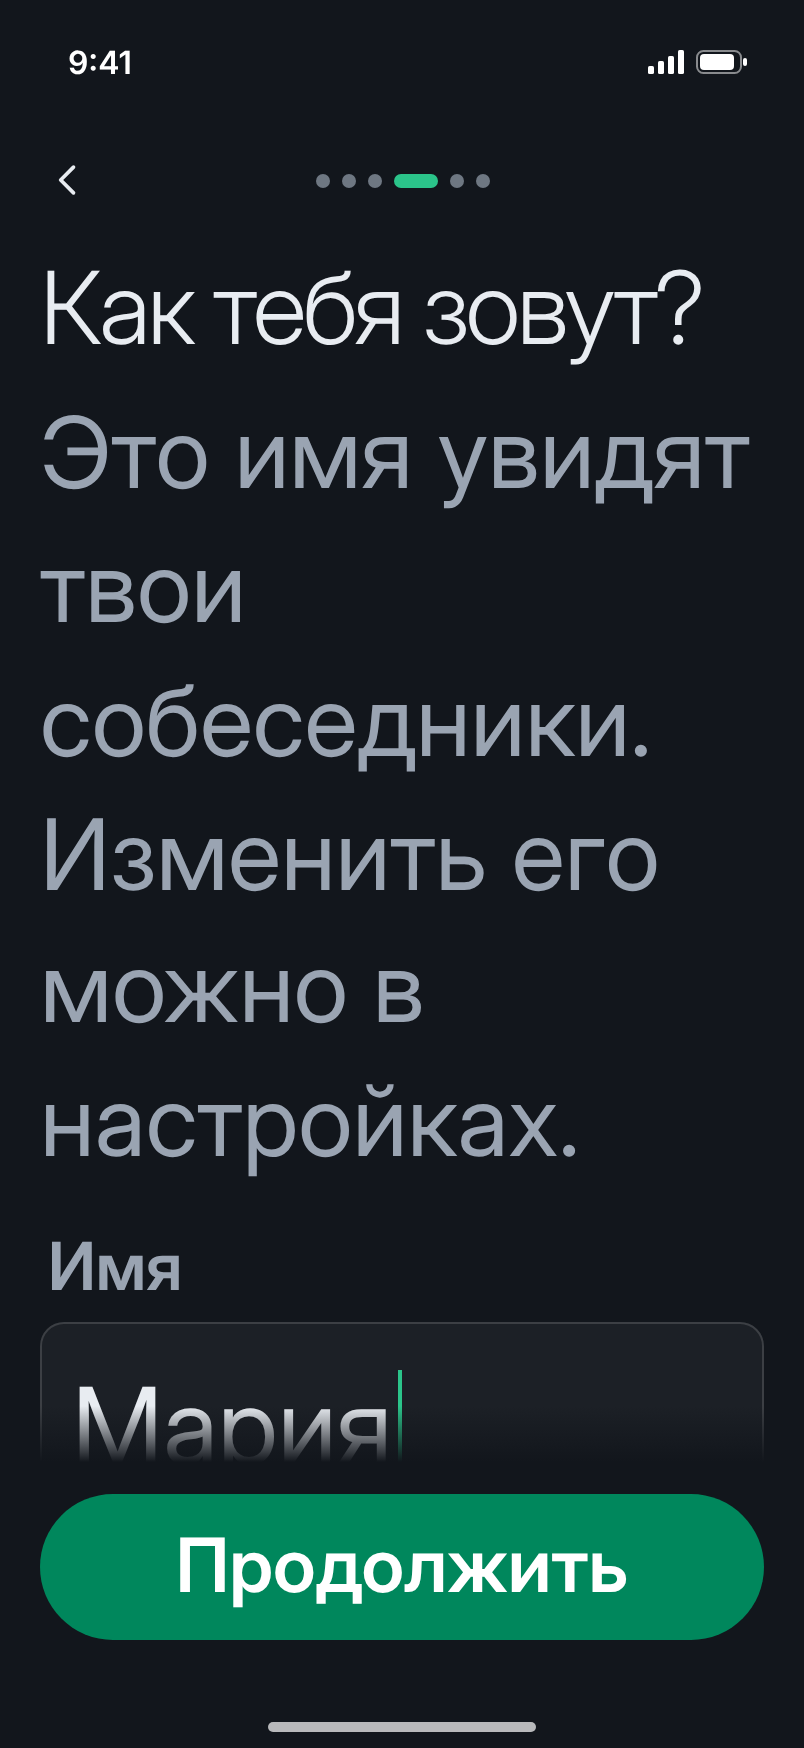 9:41
Как тебя зовут?
Это имя увидят
твои
собеседники.
Изменить его
можно в
настройках.
Имя
Мария
Продолжить